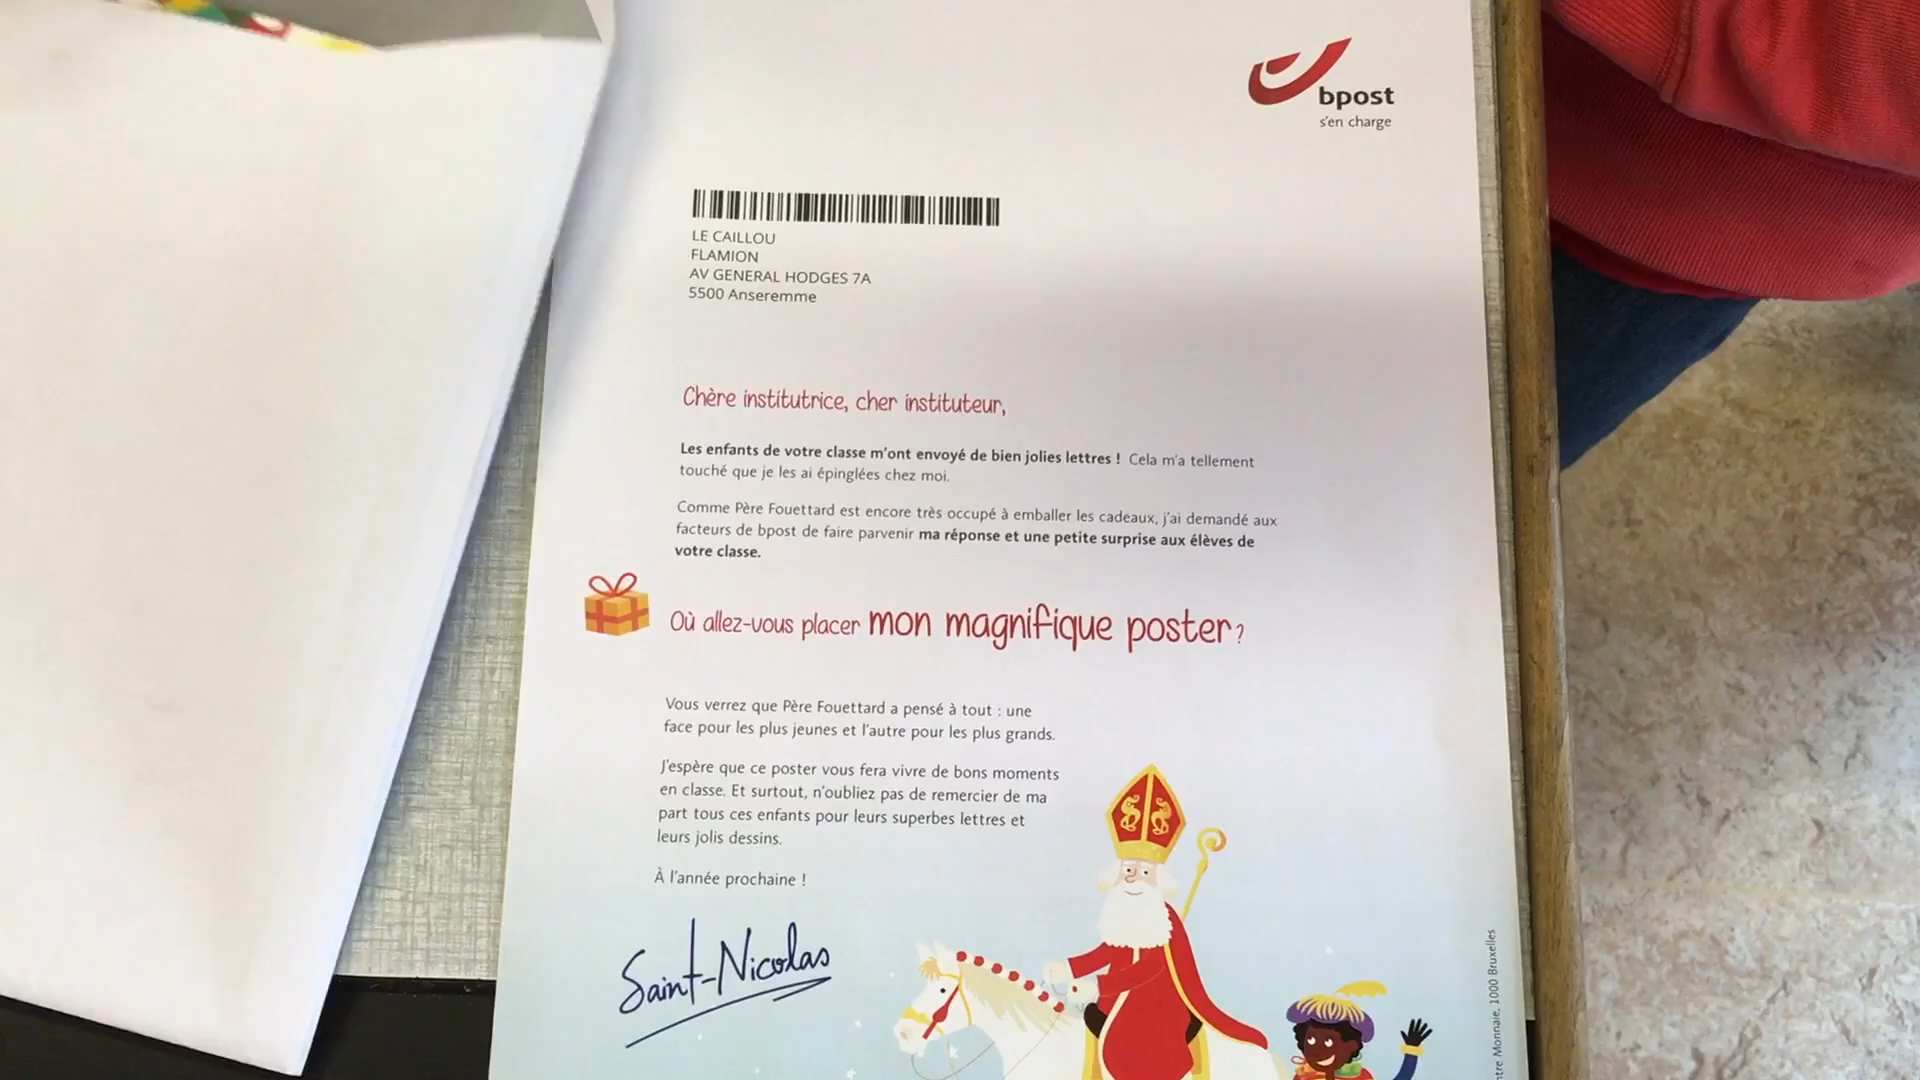 bpost
s'en charge
LE CAILLOU
FLAMION
AV GENERAL HODGES 7A
5500 Anseremme
Chère institutrice, cher instituteur,
Les enfants de votre classe m'ont envoyé de bien jolies lettres ! Cela m'a tellement
touché que je les ai épinglées chez moi.
Comme Père Fouettard est encore très occupé à emballer les cadeaux, j'ai demandé aux
facteurs de bpost de faire parvenir ma réponse et une petite surprise aux élèves de
votre classe.
Où allez-vous placer mon magnifique poster ?
Vous verrez que Père Fouettard a pensé à tout : une
face pour les plus jeunes et l'autre pour les plus grands.
J'espère que ce poster vous fera vivre de bons moments
en classe. Et surtout, n'oubliez pas de remercier de ma
part tous ces enfants pour leurs superbes lettres et
leurs jolis dessins.
À l'année prochaine !
Saint-Nicolas
Monnaie, 1000 Bruxelles